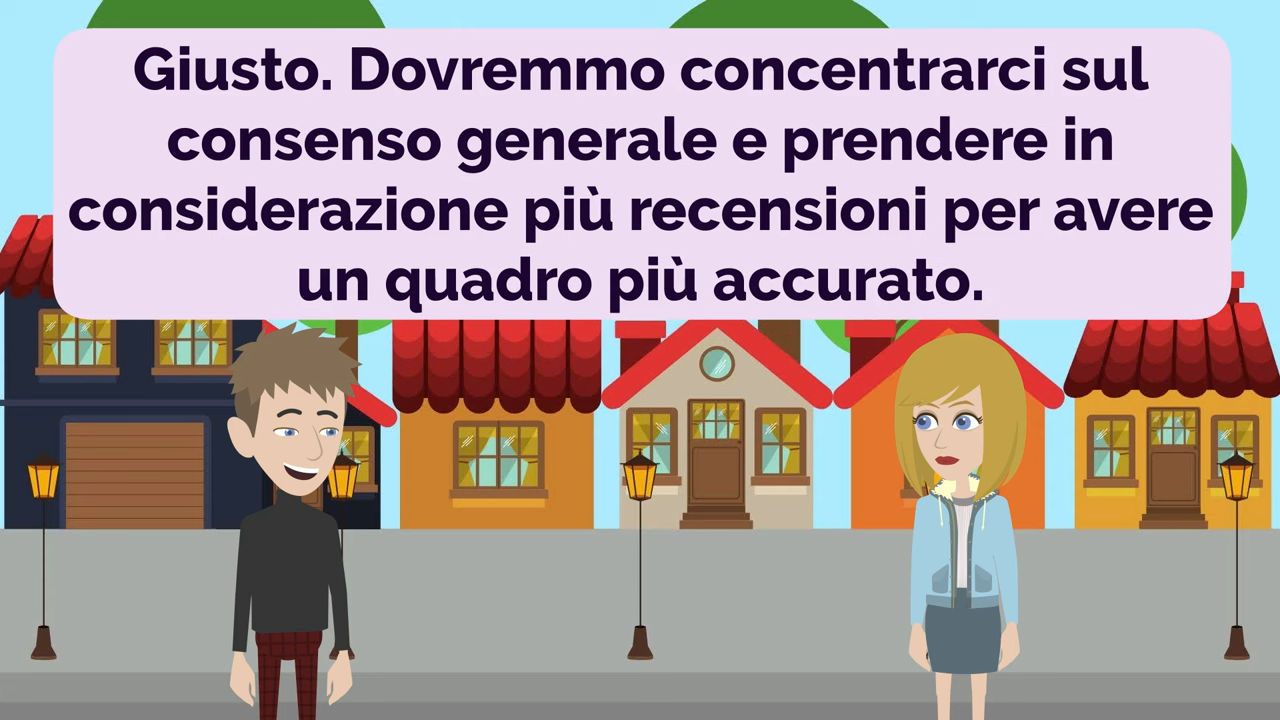 Giusto. Dovremmo concentrarci sul
consenso generale e prendere in
considerazione più recensioni per avere
un quadro più accurato.